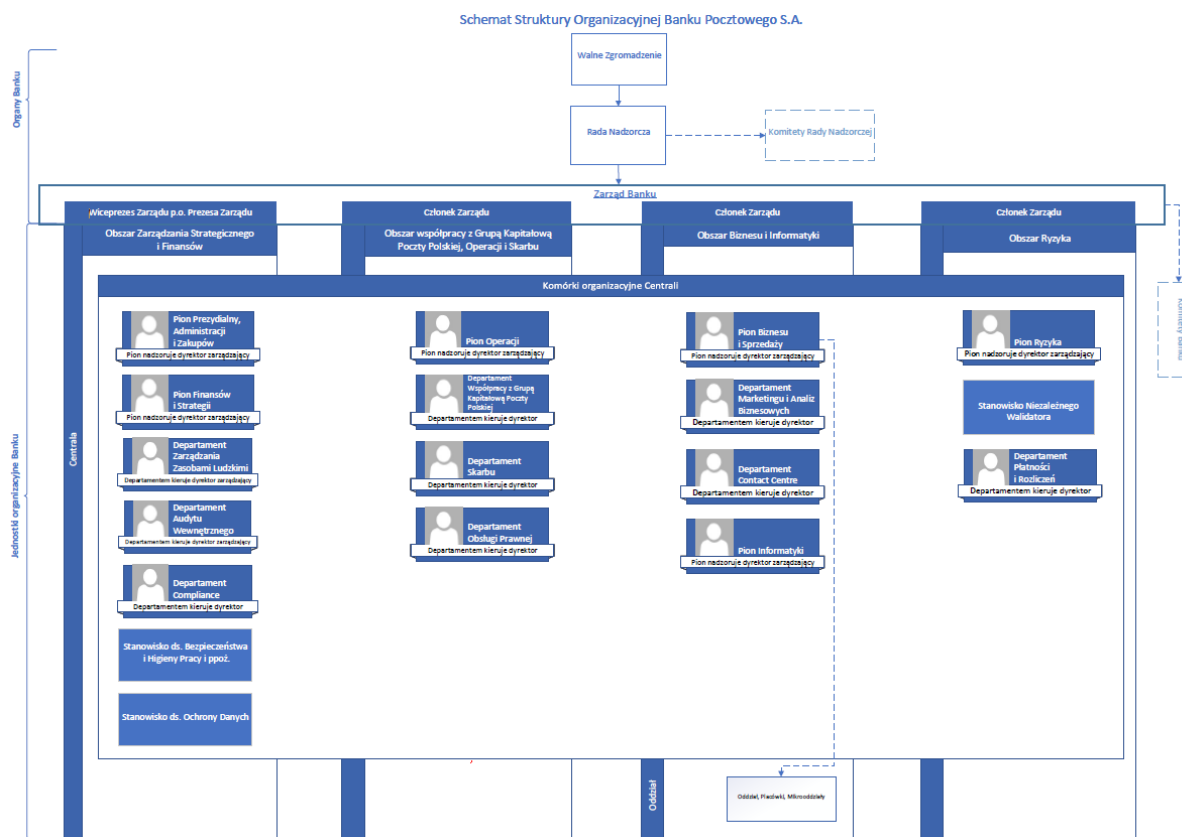 Schemat Struktury Organizacyjnej Banku Pocztowego S.A.
Organy Banku
Walne Zgromadzenie
Rada Nadzorcza
Komitety Rady Nadzorczej
Zarząd Banku
Wiceprezes Zarządu p.o. Prezesa Zarządu
Członek Zarządu
Członek Zarządu
Członek Zarządu
Obszar Zarządzania Strategicznego
i Finansów
Obszar współpracy z Grupą Kapitałową
Poczty Polskiej, Operacji i Skarbu
Obszar Biznesu i Informatyki
Obszar Ryzyka
Komitety Banku
Jednostki organizacyjne Banku
Centrala
Komórki organizacyjne Centrali
Pion Prezydialny,
Administracji
i Zakupów
Pion nadzoruje dyrektor zarządzający
Pion Finansów
i Strategii
Pion nadzoruje dyrektor zarządzający
Departament
Zarządzania
Zasobami Ludzkimi
Departamentem kieruje dyrektor zarządzający
Departament
Audytu
Wewnętrznego
Departamentem kieruje dyrektor zarządzający
Departament
Compliance
Departamentem kieruje dyrektor
Stanowisko ds. Bezpieczeństwa
i Higieny Pracy i ppoż.
Stanowisko ds. Ochrony Danych
Pion Operacji
Pion nadzoruje dyrektor zarządzający
Departament
Współpracy z Grupą
Kapitałową Poczty
Polskiej
Departamentem kieruje dyrektor
Departament
Skarbu
Departamentem kieruje dyrektor
Departament
Obsługi Prawnej
Departamentem kieruje dyrektor
Pion Biznesu
i Sprzedaży
Pion nadzoruje dyrektor zarządzający
Departament
Marketingu i Analiz
Biznesowych
Departamentem kieruje dyrektor
Departament
Contact Centre
Departamentem kieruje dyrektor
Pion Informatyki
Pion nadzoruje dyrektor zarządzający
Pion Ryzyka
Pion nadzoruje dyrektor zarządzający
Stanowisko Niezależnego
Walidatora
Departament
Płatności
i Rozliczeń
Departamentem kieruje dyrektor
Oddział
Oddział, Placówki, Mikrooddziały